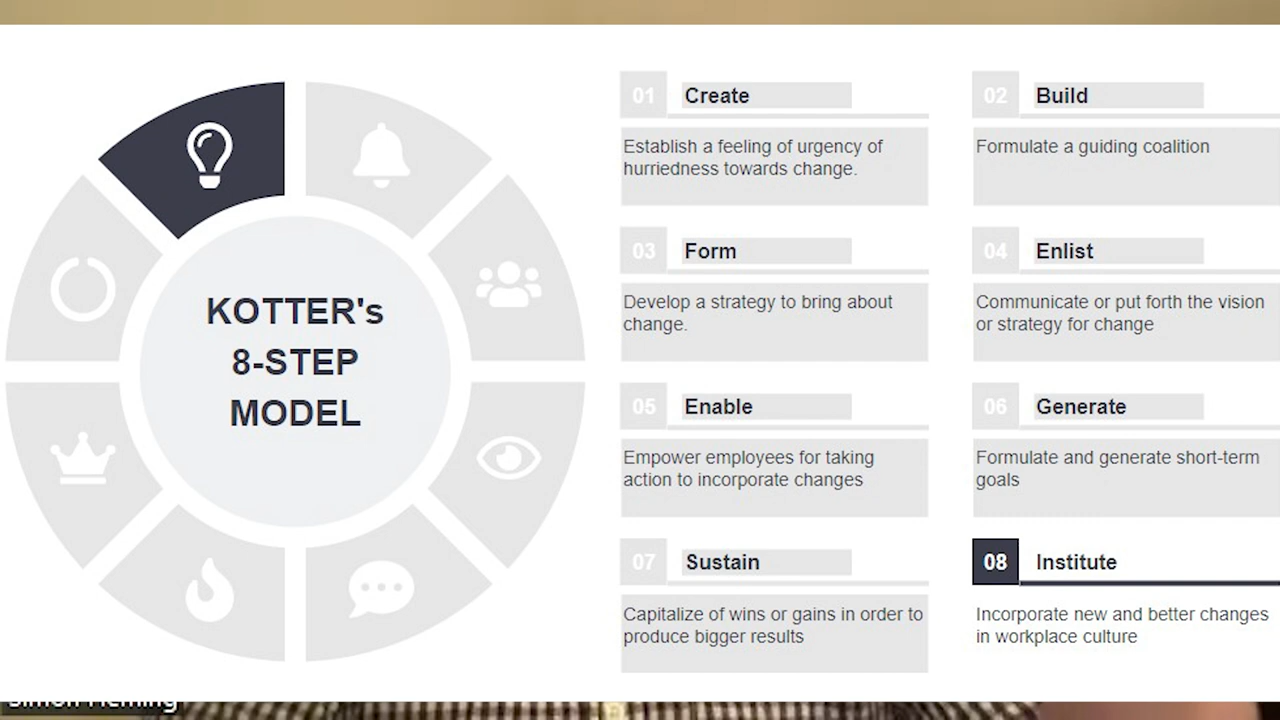 KOTTER's
8-STEP
MODEL
01 Create
Establish a feeling of urgency of
hurriedness towards change.
02 Build
Formulate a guiding coalition
03 Form
Develop a strategy to bring about
change.
04 Enlist
Communicate or put forth the vision
or strategy for change
05 Enable
Empower employees for taking
action to incorporate changes
06 Generate
Formulate and generate short-term
goals
07 Sustain
Capitalize of wins or gains in order to
produce bigger results
08 Institute
Incorporate new and better changes
in workplace culture
Simon Fleming